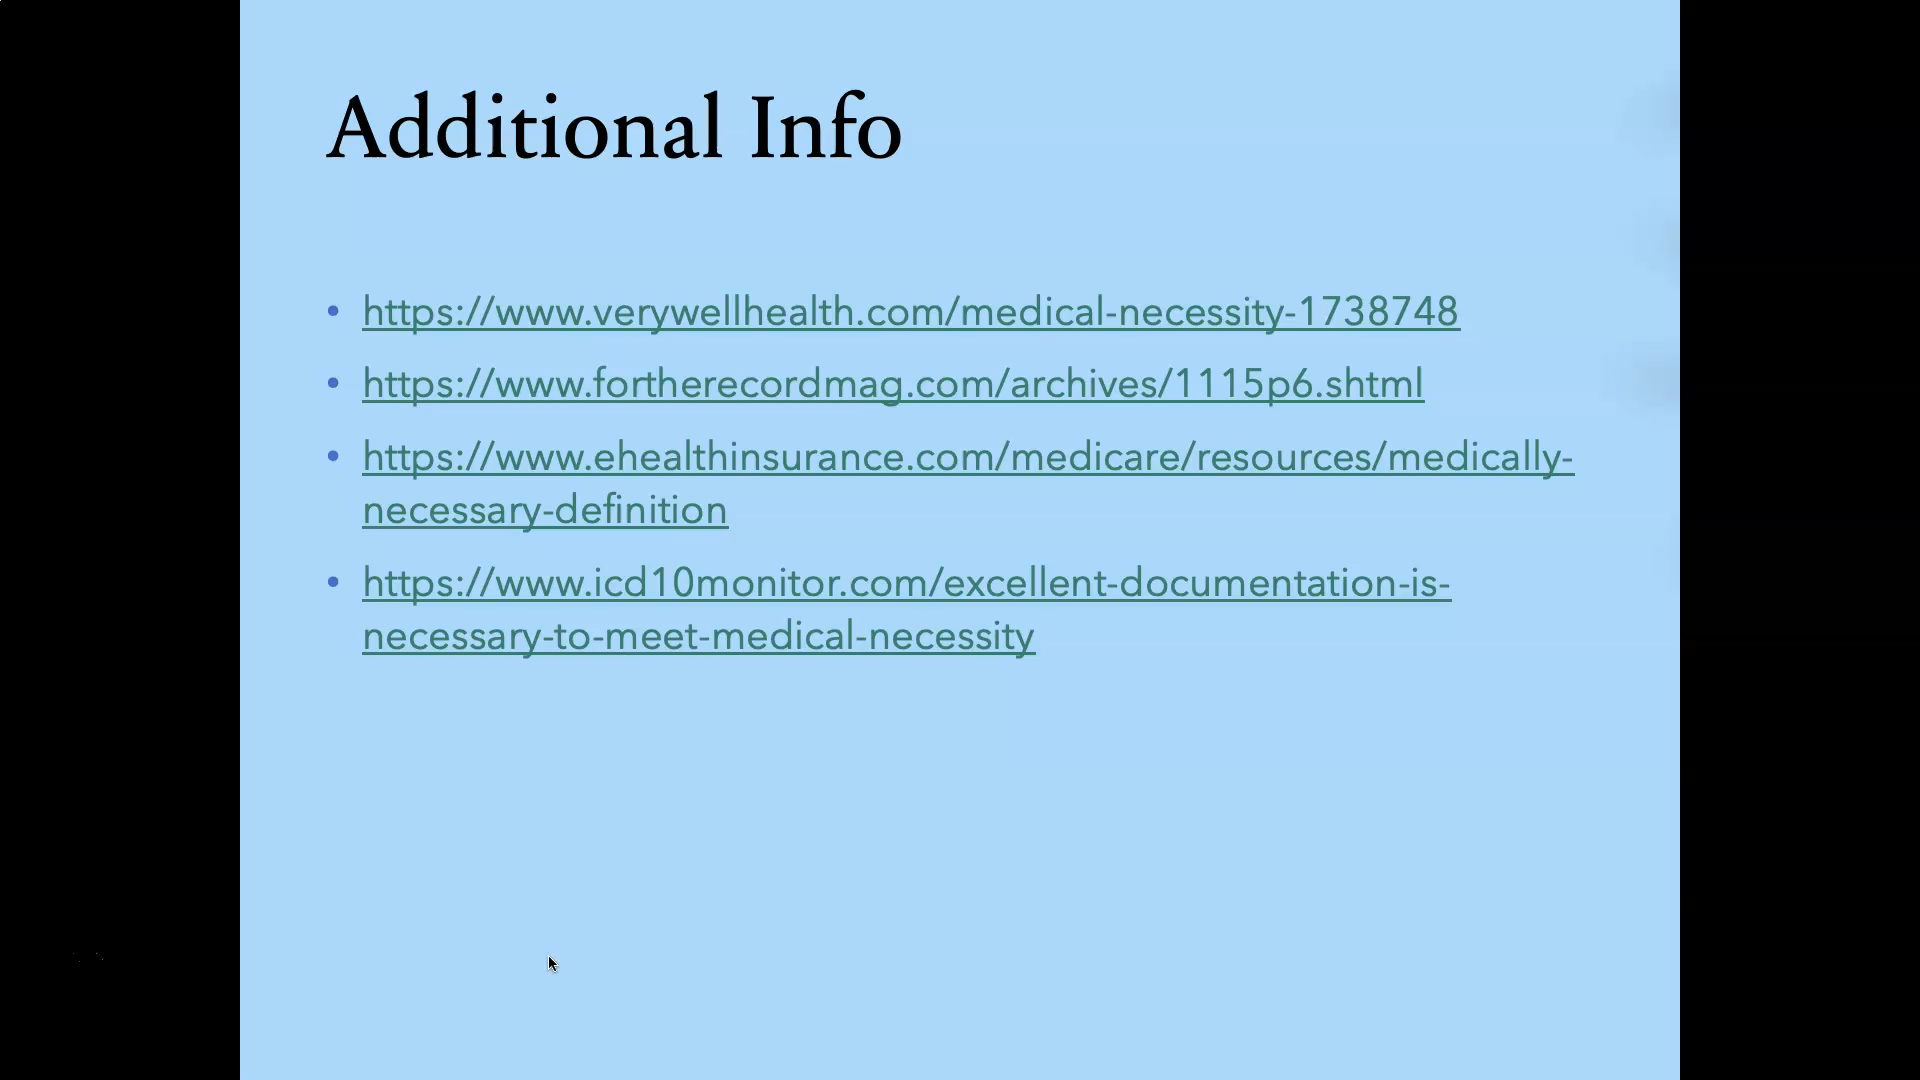 Additional Info
• https://www.verywellhealth.com/medical-necessity-1738748
• https://www.fortherecordmag.com/archives/1115p6.shtml
• https://www.ehealthinsurance.com/medicare/resources/medically-
necessary-definition
• https://www.icd10monitor.com/excellent-documentation-is-
necessary-to-meet-medical-necessity